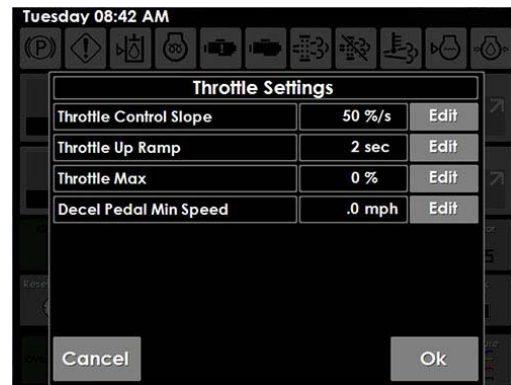 Tuesday 08:42 AM
Throttle Settings
Throttle Control Slope 50 %/s Edit
Throttle Up Ramp 2 sec Edit
Throttle Max 0 % Edit
Decel Pedal Min Speed .0 mph Edit
Cancel Ok